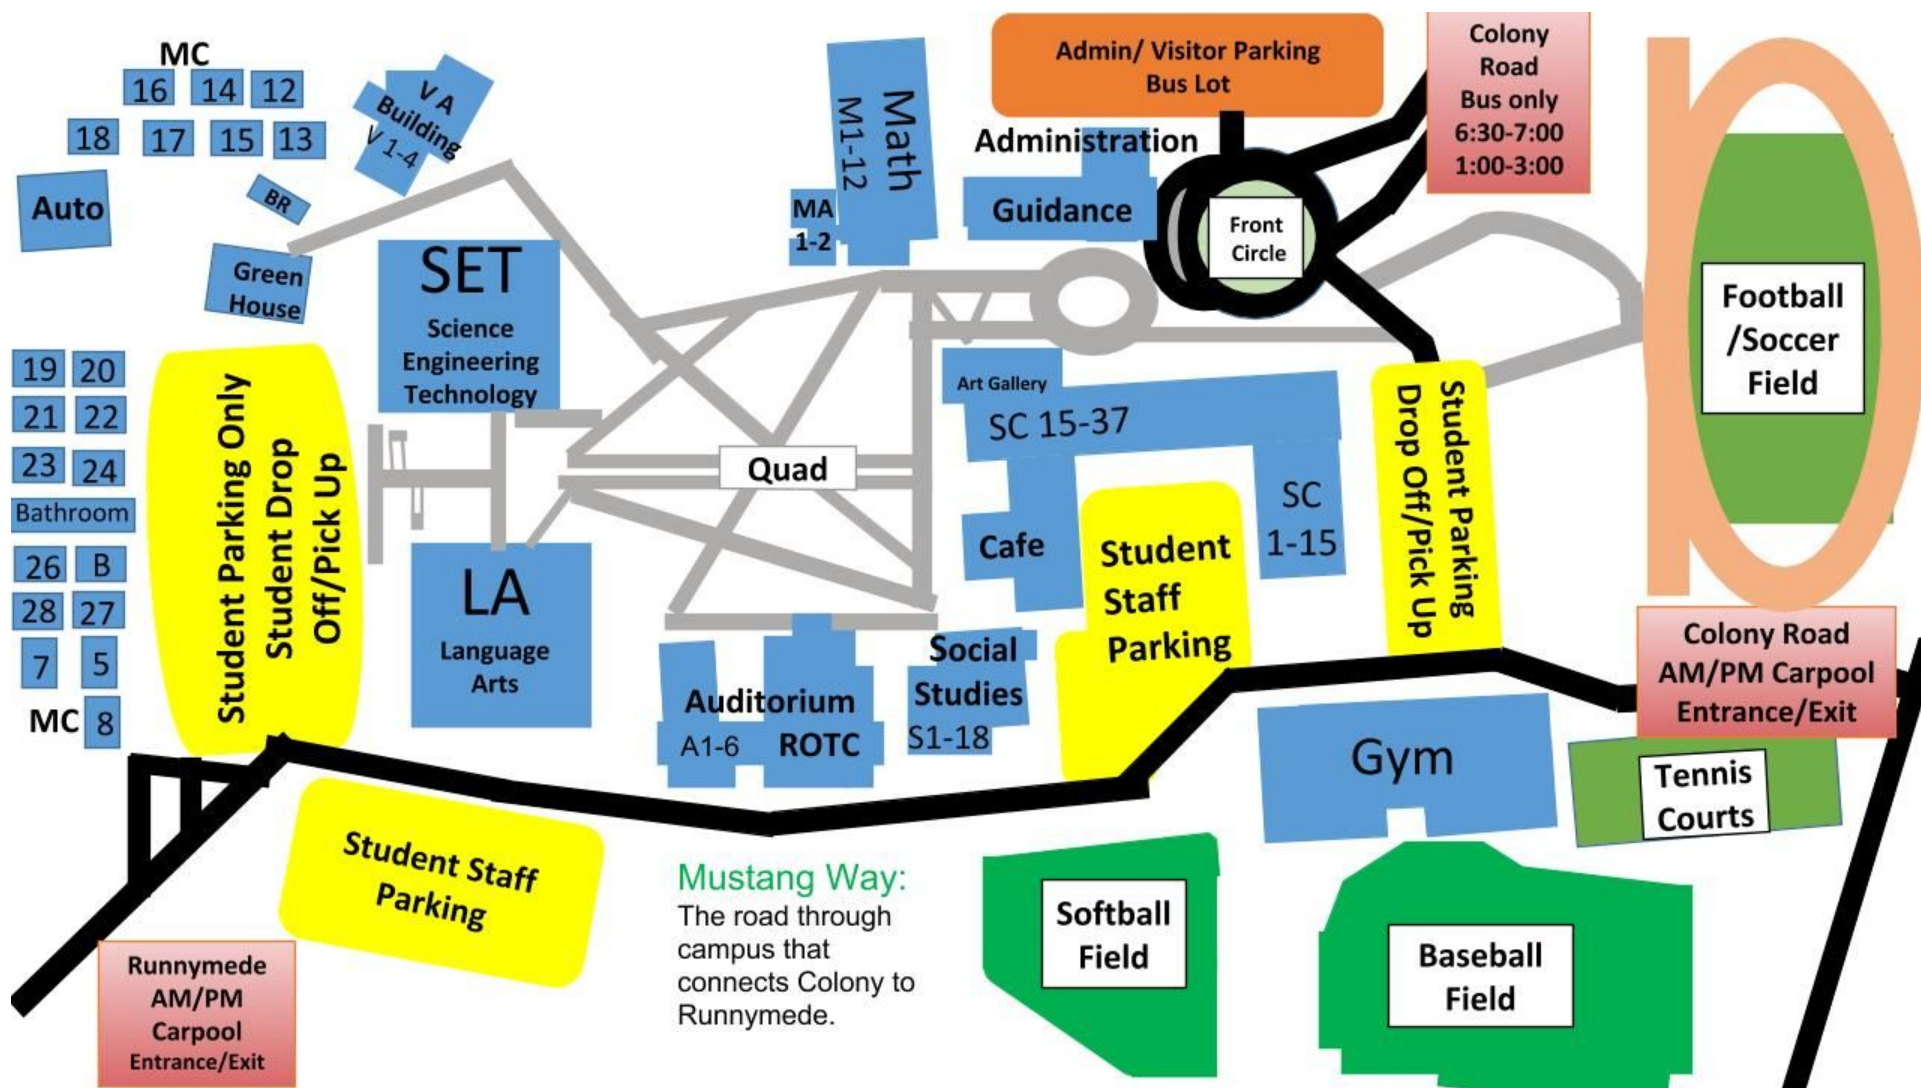 MC
16
14
12
18
17
15
13
Auto
BR
Green
House
V A
Building
V 1-4
SET
Science
Engineering
Technology
Math
M1-12
MA
1-2
Admin/ Visitor Parking
Bus Lot
Administration
Guidance
Front
Circle
Colony
Road
Bus only
6:30-7:00
1:00-3:00
Football
/Soccer
Field
19
20
21
22
23
24
Bathroom
26
B
28
27
7
5
MC
8
Student Parking Only
Student Drop
Off/Pick Up
Quad
LA
Language
Arts
Art Gallery
SC 15-37
SC
1-15
Cafe
Student
Staff
Parking
Student Parking
Drop Off/Pick Up
Auditorium
A1-6
ROTC
Social
Studies
S1-18
Colony Road
AM/PM Carpool
Entrance/Exit
Gym
Tennis
Courts
Student Staff
Parking
Mustang Way:
The road through
campus that
connects Colony to
Runnymede.
Softball
Field
Baseball
Field
Runnymede
AM/PM
Carpool
Entrance/Exit